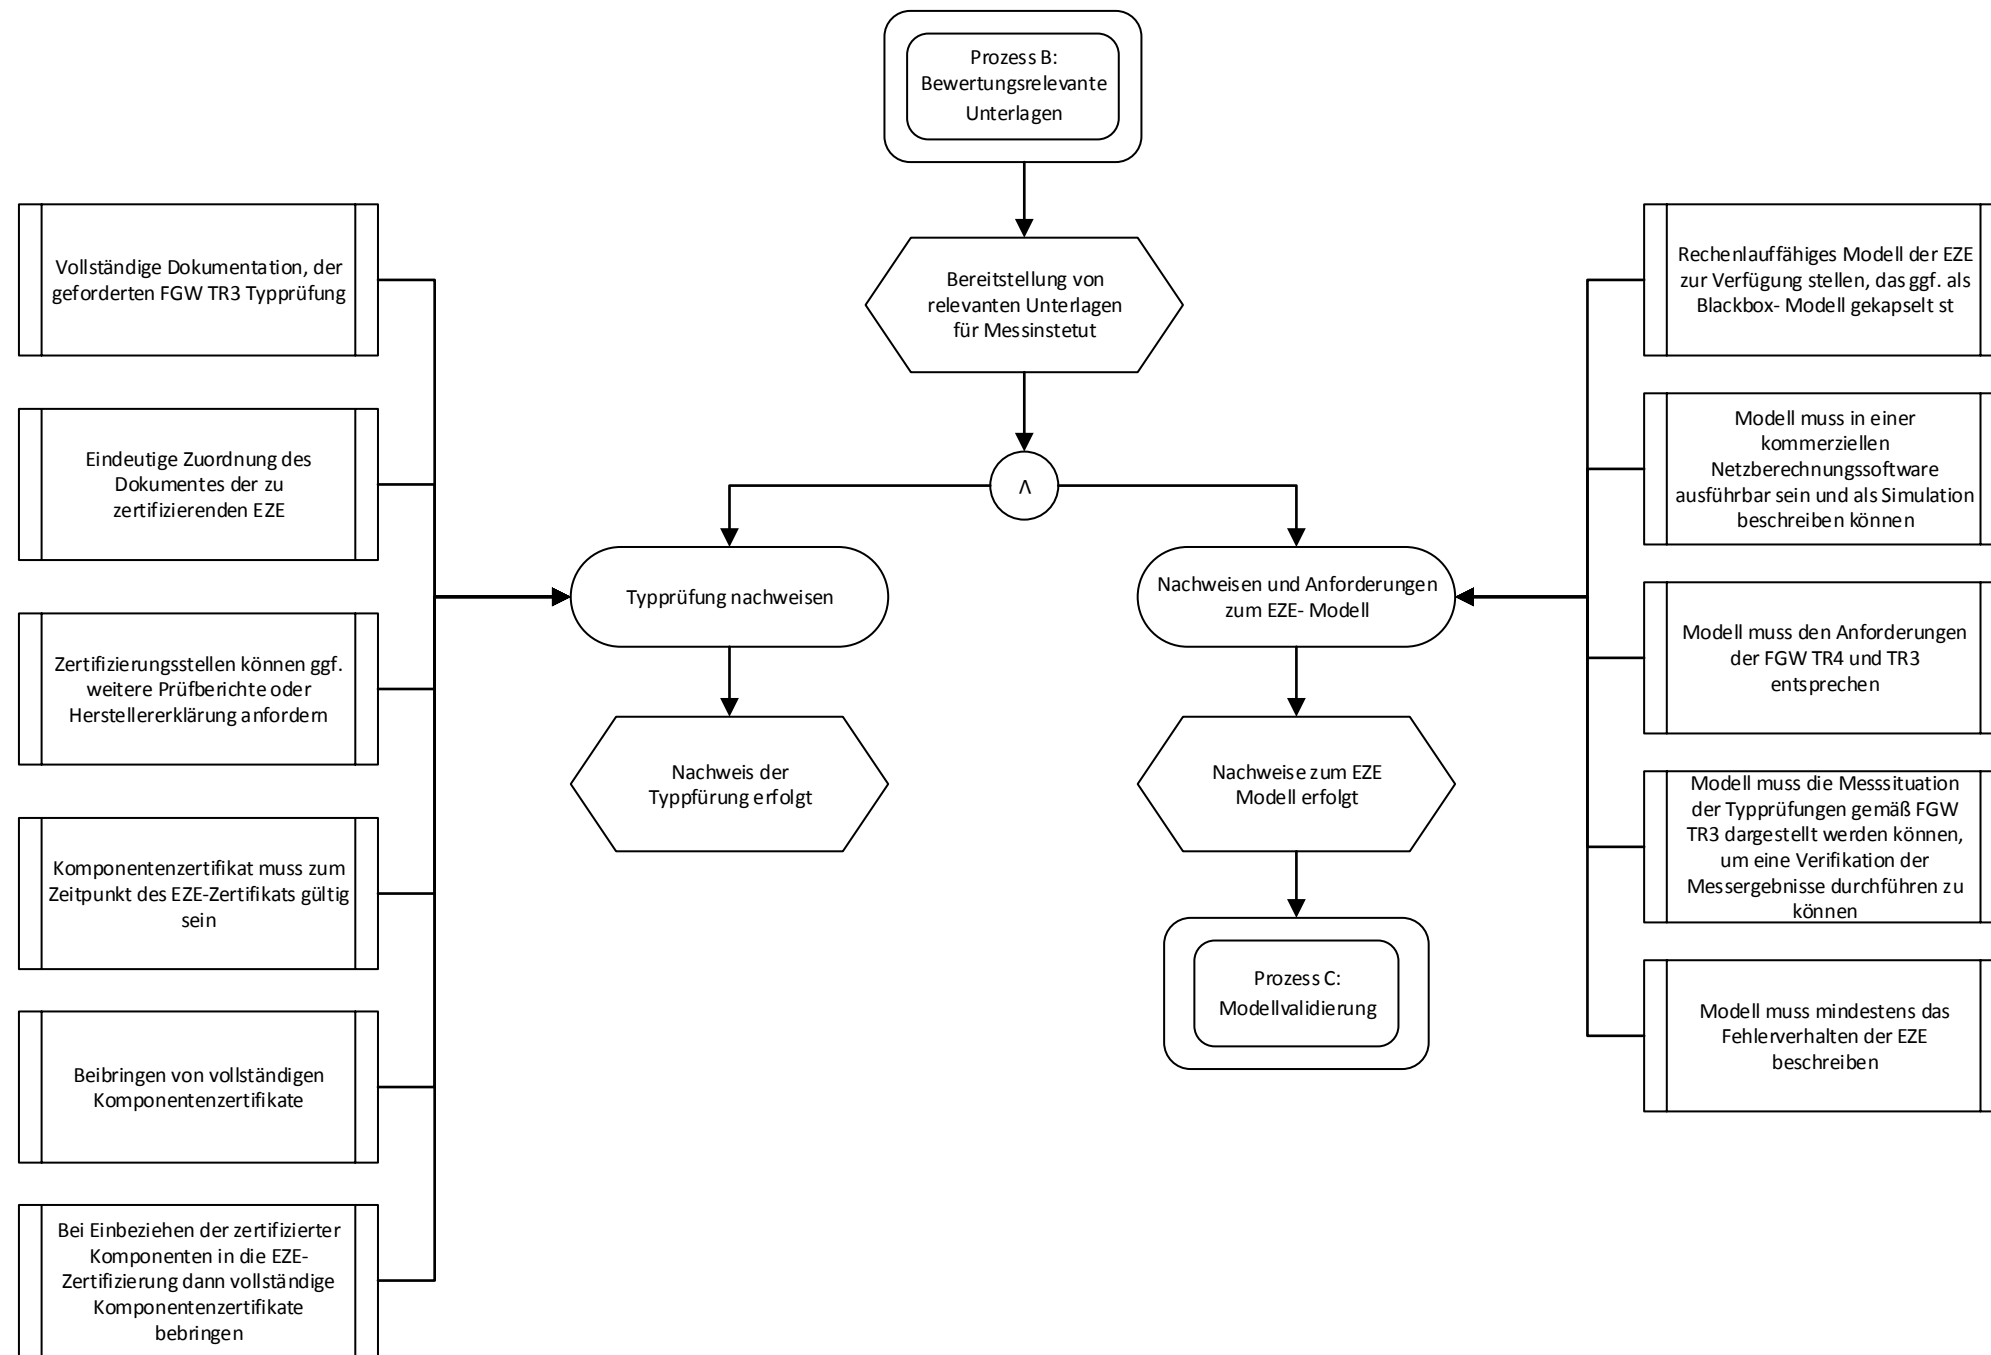 Prozess B:
Bewertungsrelevante
Unterlagen
Bereitstellung von
relevanten Unterlagen
für Messinstetut
Λ
Typprüfung nachweisen
Nachweis der
Typpfürung erfolgt
Nachweisen und Anforderungen
zum EZE- Modell
Nachweise zum EZE
Modell erfolgt
Prozess C:
Modellvalidierung
Vollständige Dokumentation, der
geforderten FGW TR3 Typprüfung
Eindeutige Zuordnung des
Dokumentes der zu
zertifizierenden EZE
Zertifizierungsstellen können ggf.
weitere Prüfberichte oder
Herstellererklärung anfordern
Komponentenzertifikat muss zum
Zeitpunkt des EZE-Zertifikats gültig
sein
Beibringen von vollständigen
Komponentenzertifikate
Bei Einbeziehen der zertifizierter
Komponenten in die EZE-
Zertifizierung dann vollständige
Komponentenzertifikate
bebringen
Rechenlauffähiges Modell der EZE
zur Verfügung stellen, das ggf. als
Blackbox- Modell gekapselt st
Modell muss in einer
kommerziellen
Netzberechnungssoftware
ausführbar sein und als Simulation
beschreiben können
Modell muss den Anforderungen
der FGW TR4 und TR3
entsprechen
Modell muss die Messsituation
der Typprüfungen gemäß FGW
TR3 dargestellt werden können,
um eine Verifikation der
Messergebnisse durchführen zu
können
Modell muss mindestens das
Fehlerverhalten der EZE
beschreiben